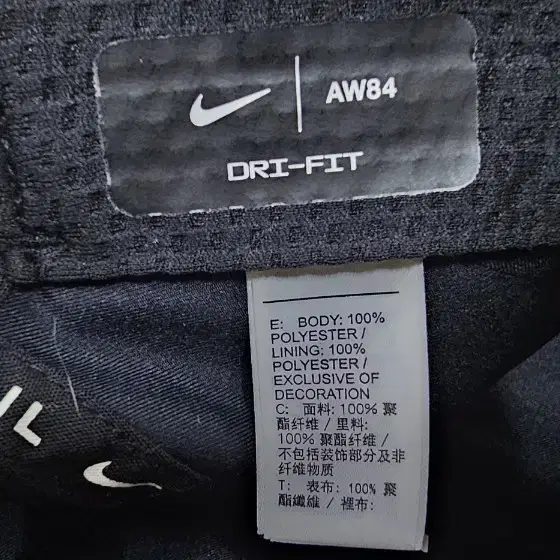 AW84
DRI-FIT
E: BODY: 100%
POLYESTER /
LINING: 100%
POLYESTER /
EXCLUSIVE OF
DECORATION
C: 面料: 100% 聚
酯纤维 / 里料:
100% 聚酯纤维 /
不包括装饰部分及非
纤维物质
T: 表布: 100% 聚
酯纖維 / 裡布:
/L